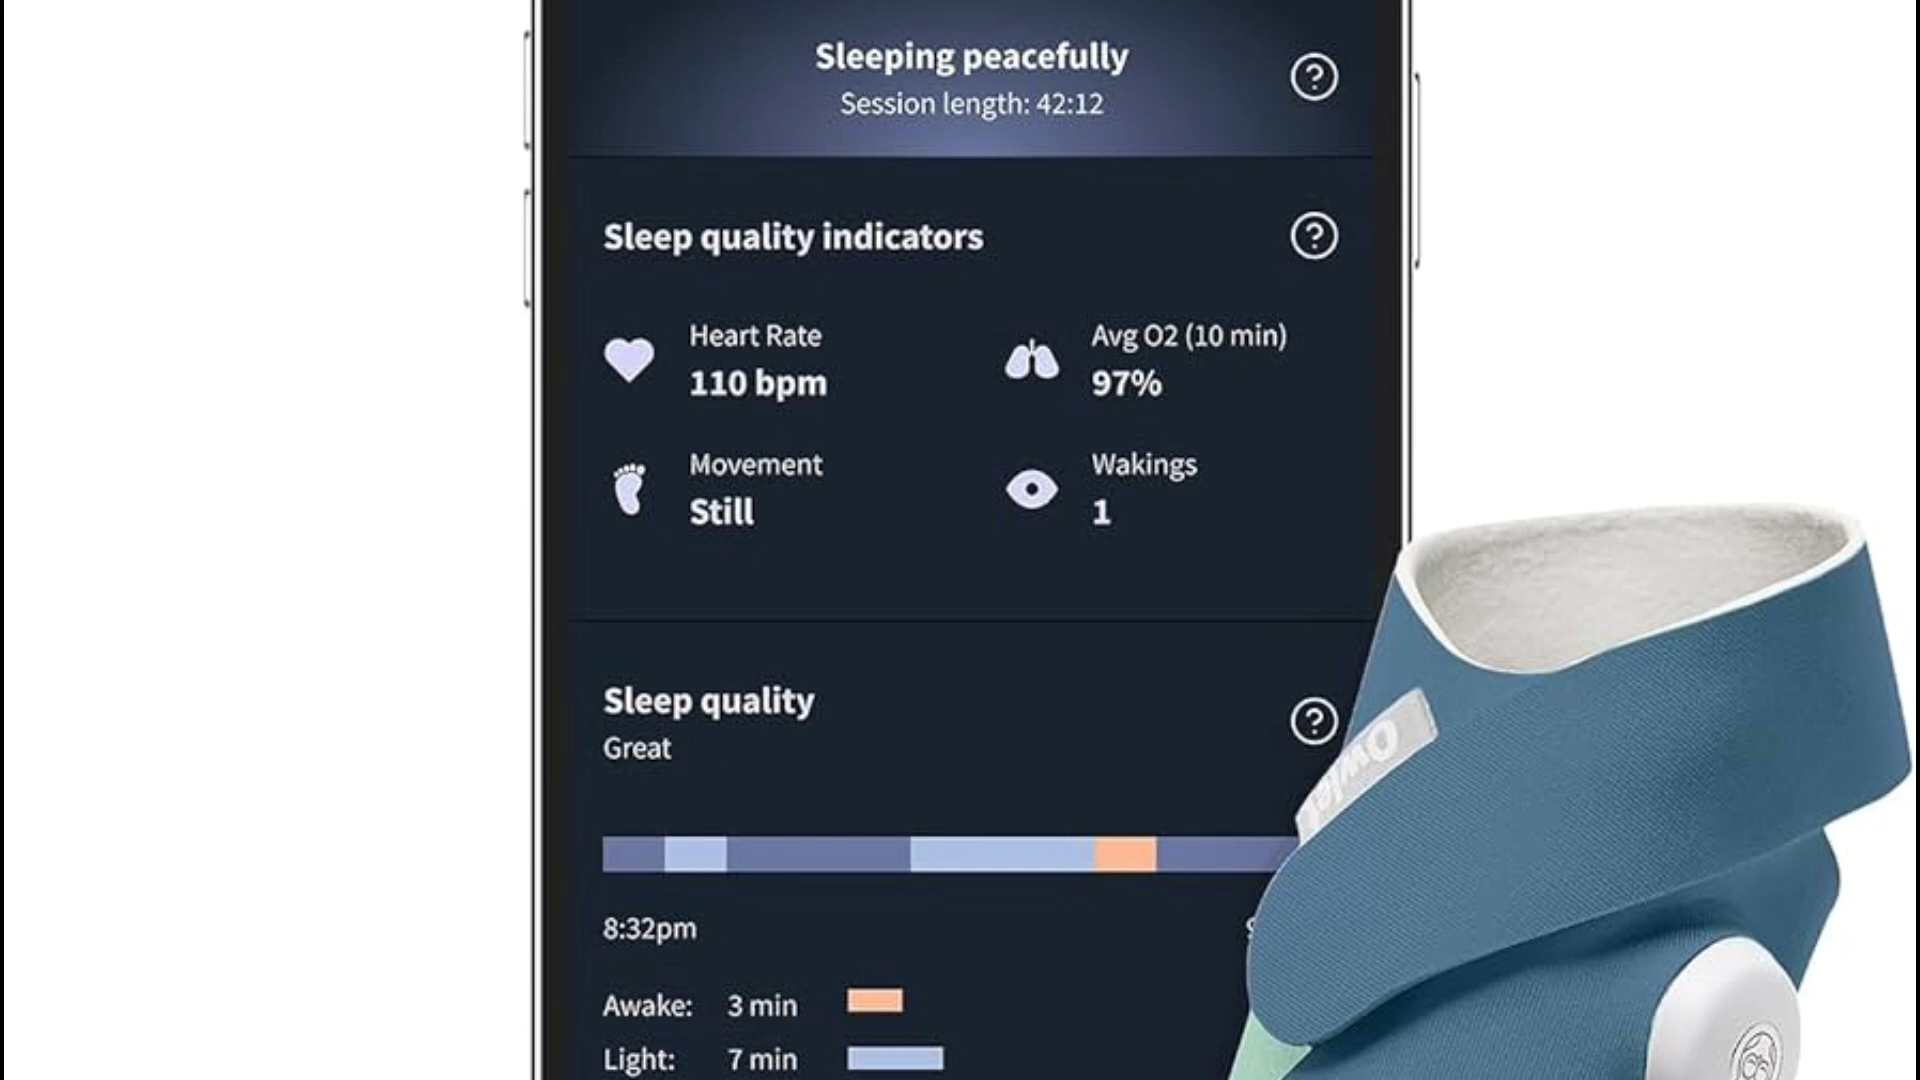 Sleeping peacefully
Session length: 42:12
Sleep quality indicators
Heart Rate
110 bpm
Avg O2 (10 min)
97%
Movement
Still
Wakings
1
Sleep quality
Great
Owlet
8:32pm
Awake: 3 min
Light: 7 min